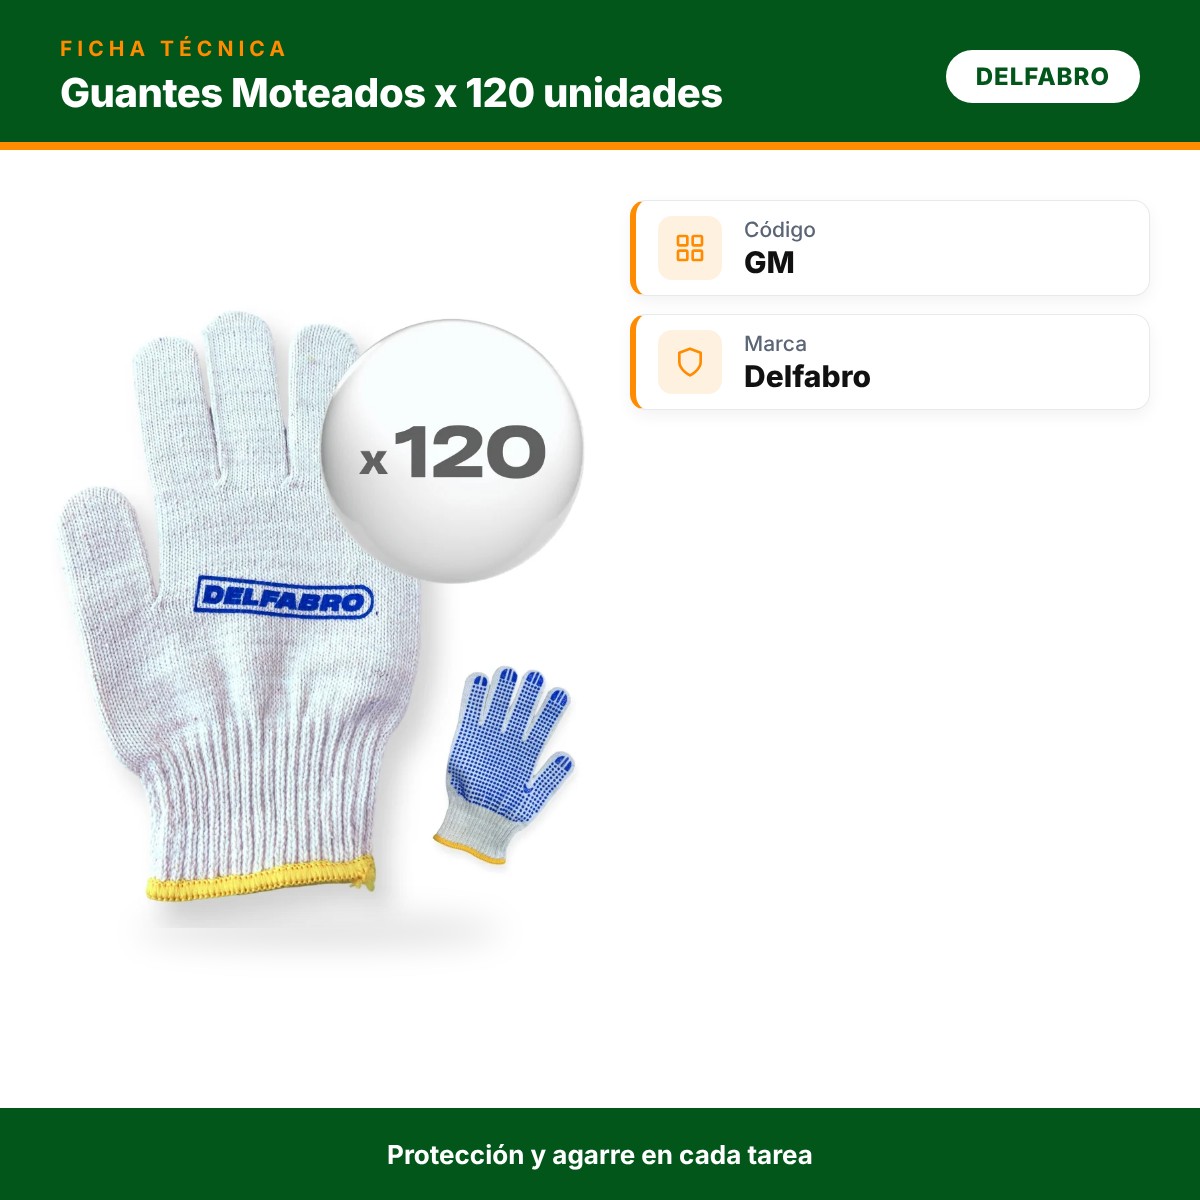 FICHA TÉCNICA
Guantes Moteados x 120 unidades
DELFABRO
Código
GM
Marca
Delfabro
x120
DELFABRO
Protección y agarre en cada tarea